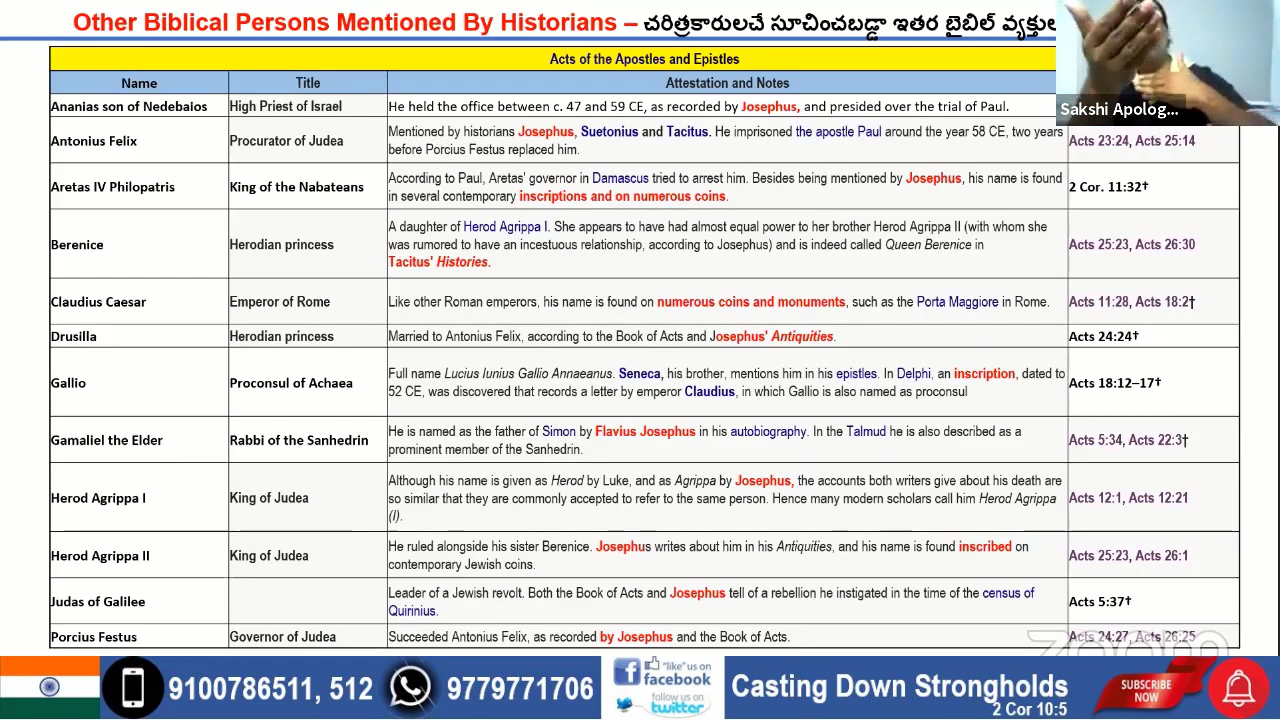 Other Biblical Persons Mentioned By Historians – చరిత్రకారులచే సూచించబడ్డా ఇతర బైబిల్ వ్యక్తుల
Sakshi Apolog...
Acts of the Apostles and Epistles
Name Title Attestation and Notes
Ananias son of Nedebaios High Priest of Israel He held the office between c. 47 and 59 CE, as recorded by Josephus, and presided over the trial of Paul.
Antonius Felix Procurator of Judea Mentioned by historians Josephus, Suetonius and Tacitus. He imprisoned the apostle Paul around the year 58 CE, two years
before Porcius Festus replaced him. Acts 23:24, Acts 25:14
Aretas IV Philopatris King of the Nabateans According to Paul, Aretas' governor in Damascus tried to arrest him. Besides being mentioned by Josephus, his name is found
in several contemporary inscriptions and on numerous coins. 2 Cor. 11:32†
Berenice Herodian princess A daughter of Herod Agrippa I. She appears to have had almost equal power to her brother Herod Agrippa II (with whom she
was rumored to have an incestuous relationship, according to Josephus) and is indeed called Queen Berenice in
Tacitus' Histories. Acts 25:23, Acts 26:30
Claudius Caesar Emperor of Rome Like other Roman emperors, his name is found on numerous coins and monuments, such as the Porta Maggiore in Rome. Acts 11:28, Acts 18:2†
Drusilla Herodian princess Married to Antonius Felix, according to the Book of Acts and Josephus' Antiquities. Acts 24:24†
Gallio Proconsul of Achaea Full name Lucius Iunius Gallio Annaeanus. Seneca, his brother, mentions him in his epistles. In Delphi, an inscription, dated to
52 CE, was discovered that records a letter by emperor Claudius, in which Gallio is also named as proconsul Acts 18:12–17†
Gamaliel the Elder Rabbi of the Sanhedrin He is named as the father of Simon by Flavius Josephus in his autobiography. In the Talmud he is also described as a
prominent member of the Sanhedrin. Acts 5:34, Acts 22:3†
Herod Agrippa I King of Judea Although his name is given as Herod by Luke, and as Agrippa by Josephus, the accounts both writers give about his death are
so similar that they are commonly accepted to refer to the same person. Hence many modern scholars call him Herod Agrippa
(I). Acts 12:1, Acts 12:21
Herod Agrippa II King of Judea He ruled alongside his sister Berenice. Josephus writes about him in his Antiquities, and his name is found inscribed on
contemporary Jewish coins. Acts 25:23, Acts 26:1
Judas of Galilee Leader of a Jewish revolt. Both the Book of Acts and Josephus tell of a rebellion he instigated in the time of the census of
Quirinius. Acts 5:37†
Porcius Festus Governor of Judea Succeeded Antonius Felix, as recorded by Josephus and the Book of Acts. Acts 24:27, Acts 26:25
zoom
9100786511, 512 9779771706 "like" us on facebook follow us on twitter Casting Down Strongholds
2 Cor 10:5
SUBSCRIBE
NOW